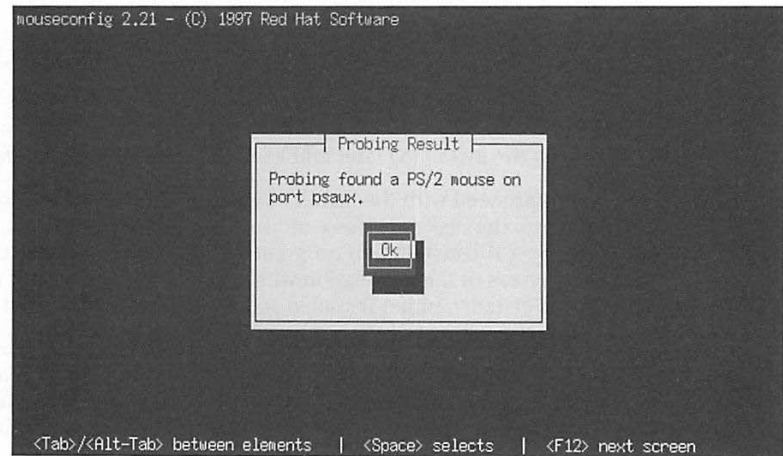 mouseconfig 2.21 - (C) 1997 Red Hat Software
Probing Result
Probing found a PS/2 mouse on
port psaux.
Ok
<Tab>/<Alt-Tab> between elements | <Space> selects | <F12> next screen